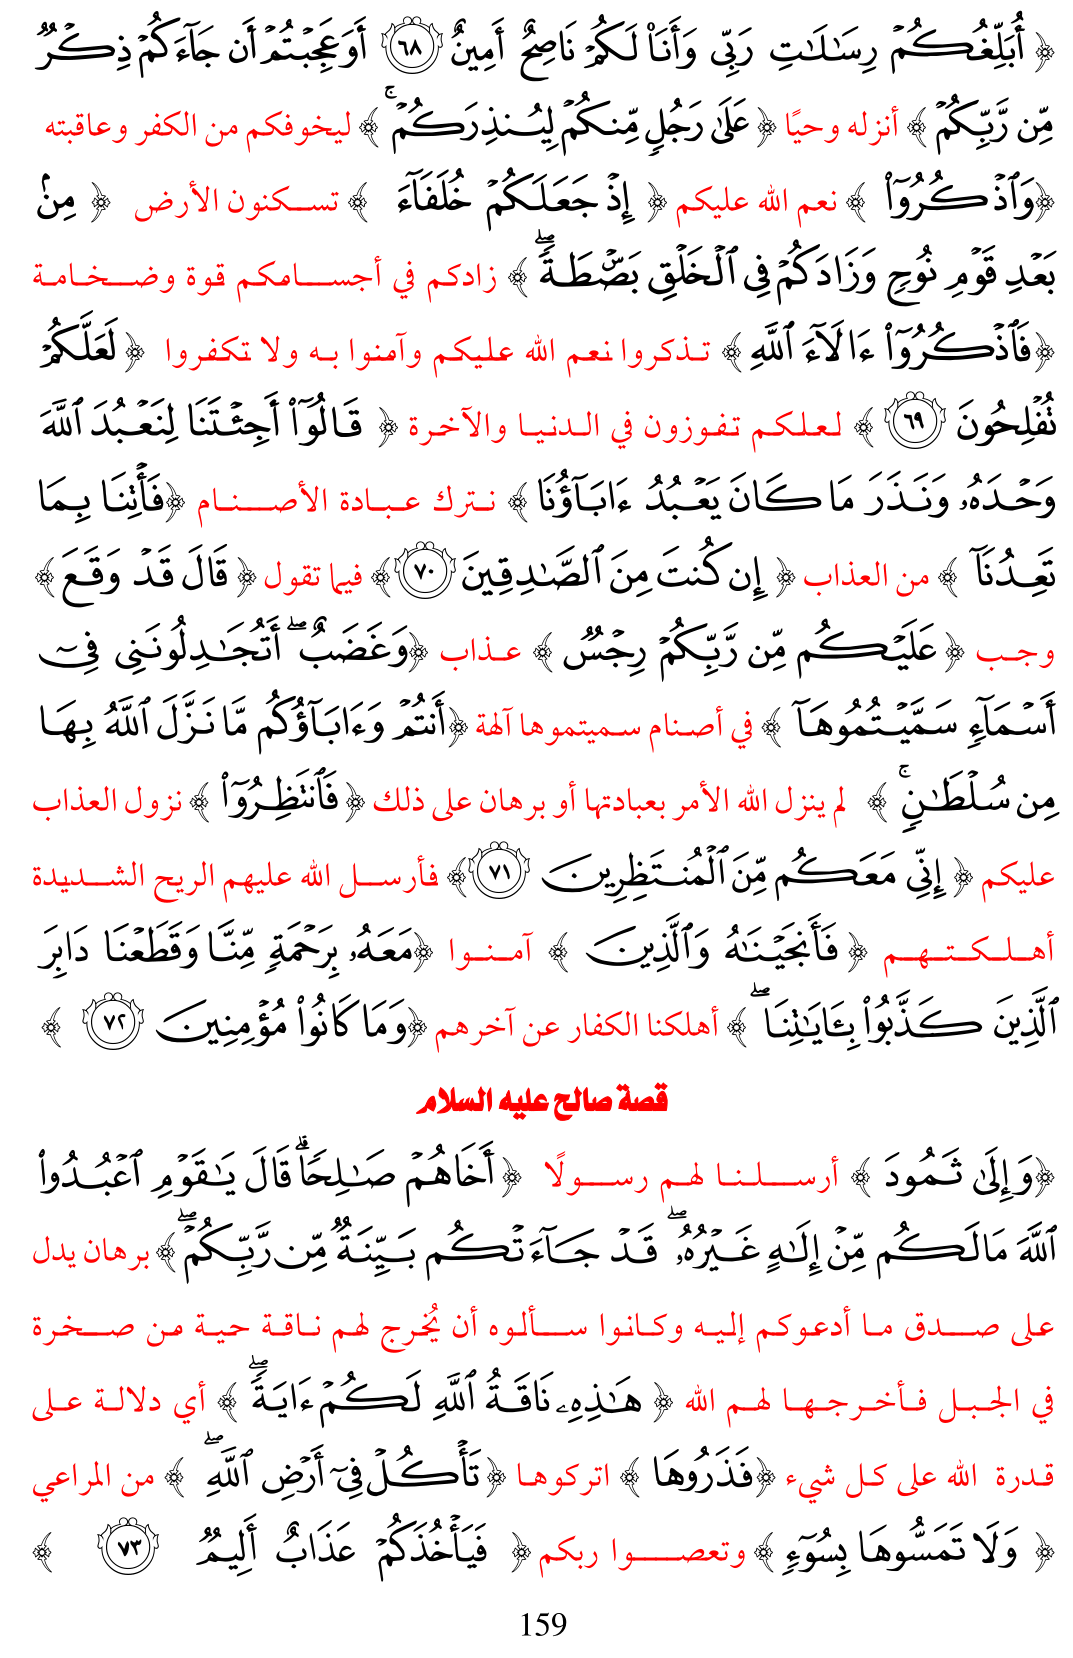 ﴿ أُبَلِّغُكُمْ رِسَٰلَٰتِ رَبِّى وَأَنَا۠ لَكُمْ نَاصِحٌ أَمِينٌ ٦٨ أَوَعَجِبْتُمْ أَن جَآءَكُمْ ذِكْرٌ
مِّن رَّبِّكُمْ ﴾ أنزله وحيًا ﴿ عَلَىٰ رَجُلٍ مِّنكُمْ لِيُنذِرَكُمْ ۚ ﴾ ليخوفكم من الكفر وعاقبته
﴿ وَٱذْكُرُوٓا۟ ﴾ نعم الله عليكم ﴿ إِذْ جَعَلَكُمْ خُلَفَآءَ ﴾ تسكنون الأرض ﴿ مِنۢ
بَعْدِ قَوْمِ نُوحٍ وَزَادَكُمْ فِى ٱلْخَلْقِ بَصْۜطَةً ۖ ﴾ زادكم في أجسامكم قوة وضخامة
﴿ فَٱذْكُرُوٓا۟ ءَالَآءَ ٱللَّهِ ﴾ تذكروا نعم الله عليكم وآمنوا به ولا تكفروا ﴿ لَعَلَّكُمْ
تُفْلِحُونَ ٦٩ ﴾ لعلكم تفوزون في الدنيا والآخرة ﴿ قَالُوٓا۟ أَجِئْتَنَا لِنَعْبُدَ ٱللَّهَ
وَحْدَهُۥ وَنَذَرَ مَا كَانَ يَعْبُدُ ءَابَآؤُنَا ﴾ نترك عبادة الأصنام ﴿ فَأْتِنَا بِمَا
تَعِدُنَآ ﴾ من العذاب ﴿ إِن كُنتَ مِنَ ٱلصَّٰدِقِينَ ٧٠ ﴾ فيما تقول ﴿ قَالَ قَدْ وَقَعَ ﴾
وجب ﴿ عَلَيْكُم مِّن رَّبِّكُمْ رِجْسٌ ﴾ عذاب ﴿ وَغَضَبٌ ۖ أَتُجَٰدِلُونَنِى فِىٓ
أَسْمَآءٍ سَمَّيْتُمُوهَآ ﴾ في أصنام سميتموها آلهة ﴿ أَنتُمْ وَءَابَآؤُكُم مَّا نَزَّلَ ٱللَّهُ بِهَا
مِن سُلْطَٰنٍ ۚ ﴾ لم ينزل الله الأمر بعبادتها أو برهان على ذلك ﴿ فَٱنتَظِرُوٓا۟ ﴾ نزول العذاب
عليكم ﴿ إِنِّى مَعَكُم مِّنَ ٱلْمُنتَظِرِينَ ٧١ ﴾ فأرسل الله عليهم الريح الشديدة
أهلكتهم ﴿ فَأَنجَيْنَٰهُ وَٱلَّذِينَ ﴾ آمنوا ﴿ مَعَهُۥ بِرَحْمَةٍ مِّنَّا وَقَطَعْنَا دَابِرَ
ٱلَّذِينَ كَذَّبُوا۟ بِـَٔايَٰتِنَا ۖ ﴾ أهلكنا الكفار عن آخرهم ﴿ وَمَا كَانُوا۟ مُؤْمِنِينَ ٧٢ ﴾
قصة صالح عليه السلام
﴿ وَإِلَىٰ ثَمُودَ ﴾ أرسلنا لهم رسولًا ﴿ أَخَاهُمْ صَٰلِحًا ۗ قَالَ يَٰقَوْمِ ٱعْبُدُوا۟
ٱللَّهَ مَا لَكُم مِّنْ إِلَٰهٍ غَيْرُهُۥ ۖ قَدْ جَآءَتْكُم بَيِّنَةٌ مِّن رَّبِّكُمْ ۖ ﴾ برهان يدل
على صدق ما أدعوكم إليه وكانوا سألوه أن يُخرج لهم ناقة حية من صخرة
في الجبل فأخرجها لهم الله ﴿ هَٰذِهِۦ نَاقَةُ ٱللَّهِ لَكُمْ ءَايَةً ۖ ﴾ أي دلالة على
قدرة الله على كل شيء ﴿ فَذَرُوهَا ﴾ اتركوها ﴿ تَأْكُلْ فِىٓ أَرْضِ ٱللَّهِ ۖ ﴾ من المراعي
﴿ وَلَا تَمَسُّوهَا بِسُوٓءٍ ﴾ وتعصوا ربكم ﴿ فَيَأْخُذَكُمْ عَذَابٌ أَلِيمٌ ٧٣ ﴾
159